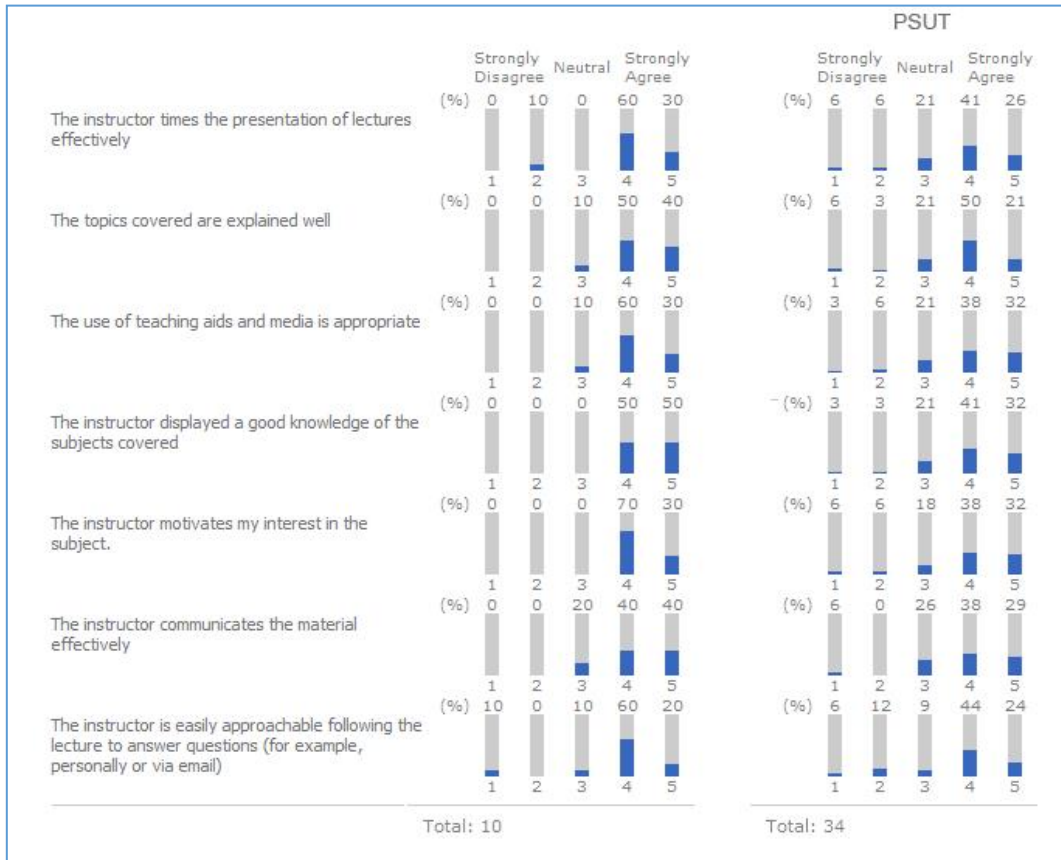 PSUT
Strongly Disagree Neutral Strongly Agree Strongly Disagree Neutral Strongly Agree
(%) 0 10 0 60 30 (%) 6 6 21 41 26
The instructor times the presentation of lectures
effectively
1 2 3 4 5 1 2 3 4 5
(%) 0 0 10 50 40 (%) 6 3 21 50 21
The topics covered are explained well
1 2 3 4 5 1 2 3 4 5
(%) 0 0 10 60 30 (%) 3 6 21 38 32
The use of teaching aids and media is appropriate
1 2 3 4 5 1 2 3 4 5
(%) 0 0 0 50 50 (%) 3 3 21 41 32
The instructor displayed a good knowledge of the
subjects covered
1 2 3 4 5 1 2 3 4 5
(%) 0 0 0 70 30 (%) 6 6 18 38 32
The instructor motivates my interest in the
subject.
1 2 3 4 5 1 2 3 4 5
(%) 0 0 20 40 40 (%) 6 0 26 38 29
The instructor communicates the material
effectively
1 2 3 4 5 1 2 3 4 5
(%) 10 0 10 60 20 (%) 6 12 9 44 24
The instructor is easily approachable following the
lecture to answer questions (for example,
personally or via email)
1 2 3 4 5 1 2 3 4 5
Total: 10 Total: 34